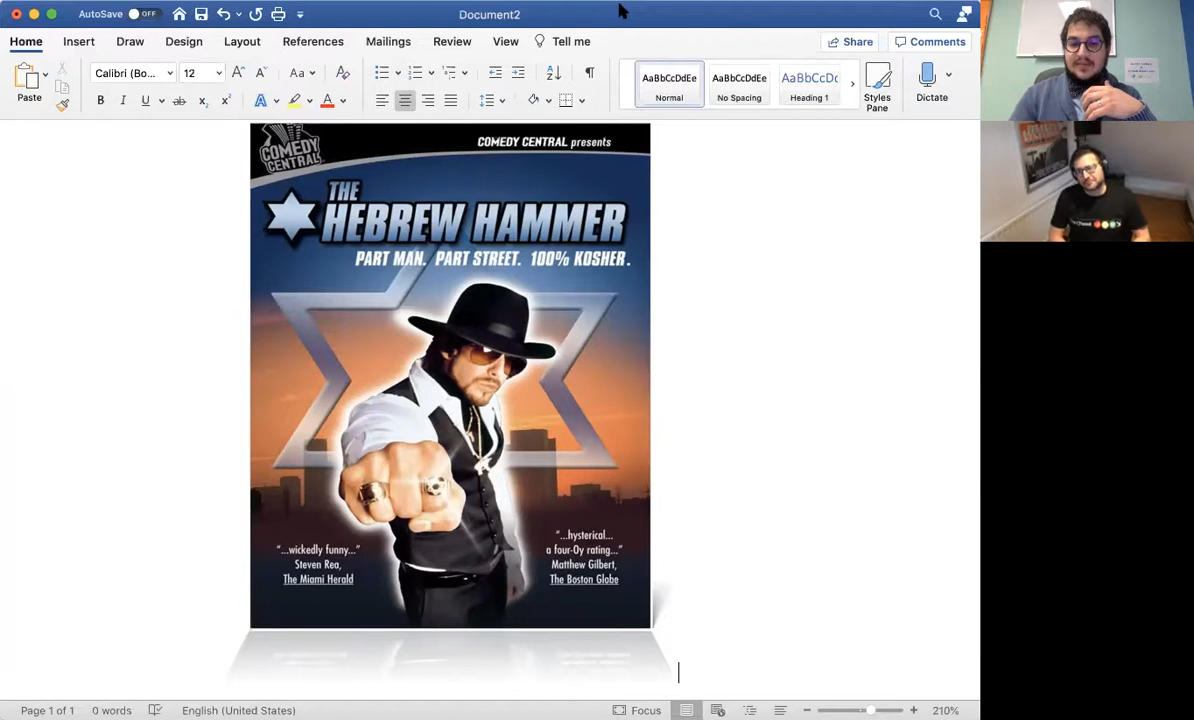 AutoSave OFF
Document2
Home Insert Draw Design Layout References Mailings Review View Tell me
Share Comments
Paste
Calibri (Bo... 12
AaBbCcDdEe AaBbCcDdEe AaBbCcDc
Normal No Spacing Heading 1
Styles
Pane
Dictate
COMEDY
CENTRAL
COMEDY CENTRAL presents
THE
HEBREW HAMMER
PART MAN. PART STREET. 100% KOSHER.
"...wickedly funny..."
Steven Rea,
The Miami Herald
"...hysterical...
a four-Oy rating..."
Matthew Gilbert,
The Boston Globe
Page 1 of 1 0 words English (United States) Focus 210%